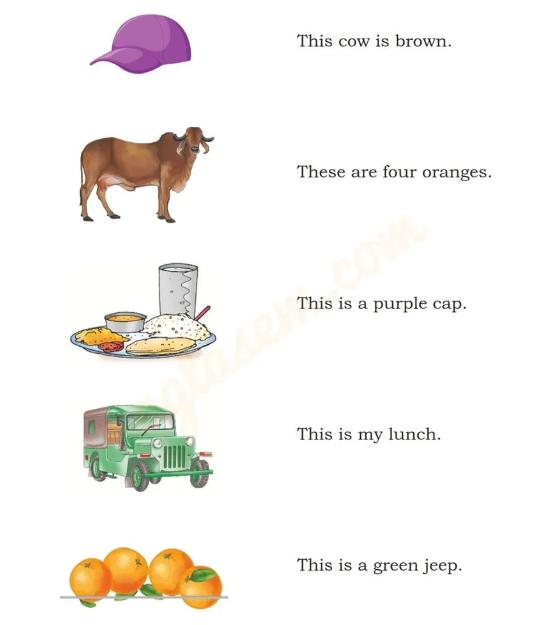 This cow is brown.
These are four oranges.
This is a purple cap.
This is my lunch.
This is a green jeep.